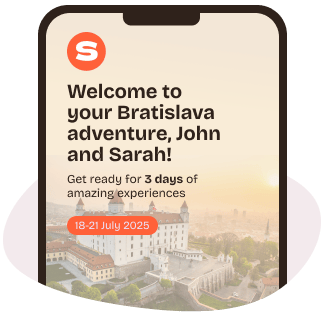 S
Welcome to
your Bratislava
adventure, John
and Sarah!
Get ready for 3 days of
amazing experiences
18-21 July 2025